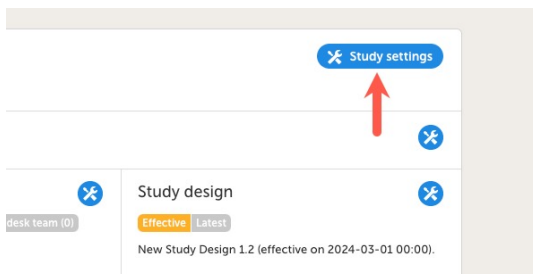 Study settings
desk team (0)
Study design
Effective Latest
New Study Design 1.2 (effective on 2024-03-01 00:00).